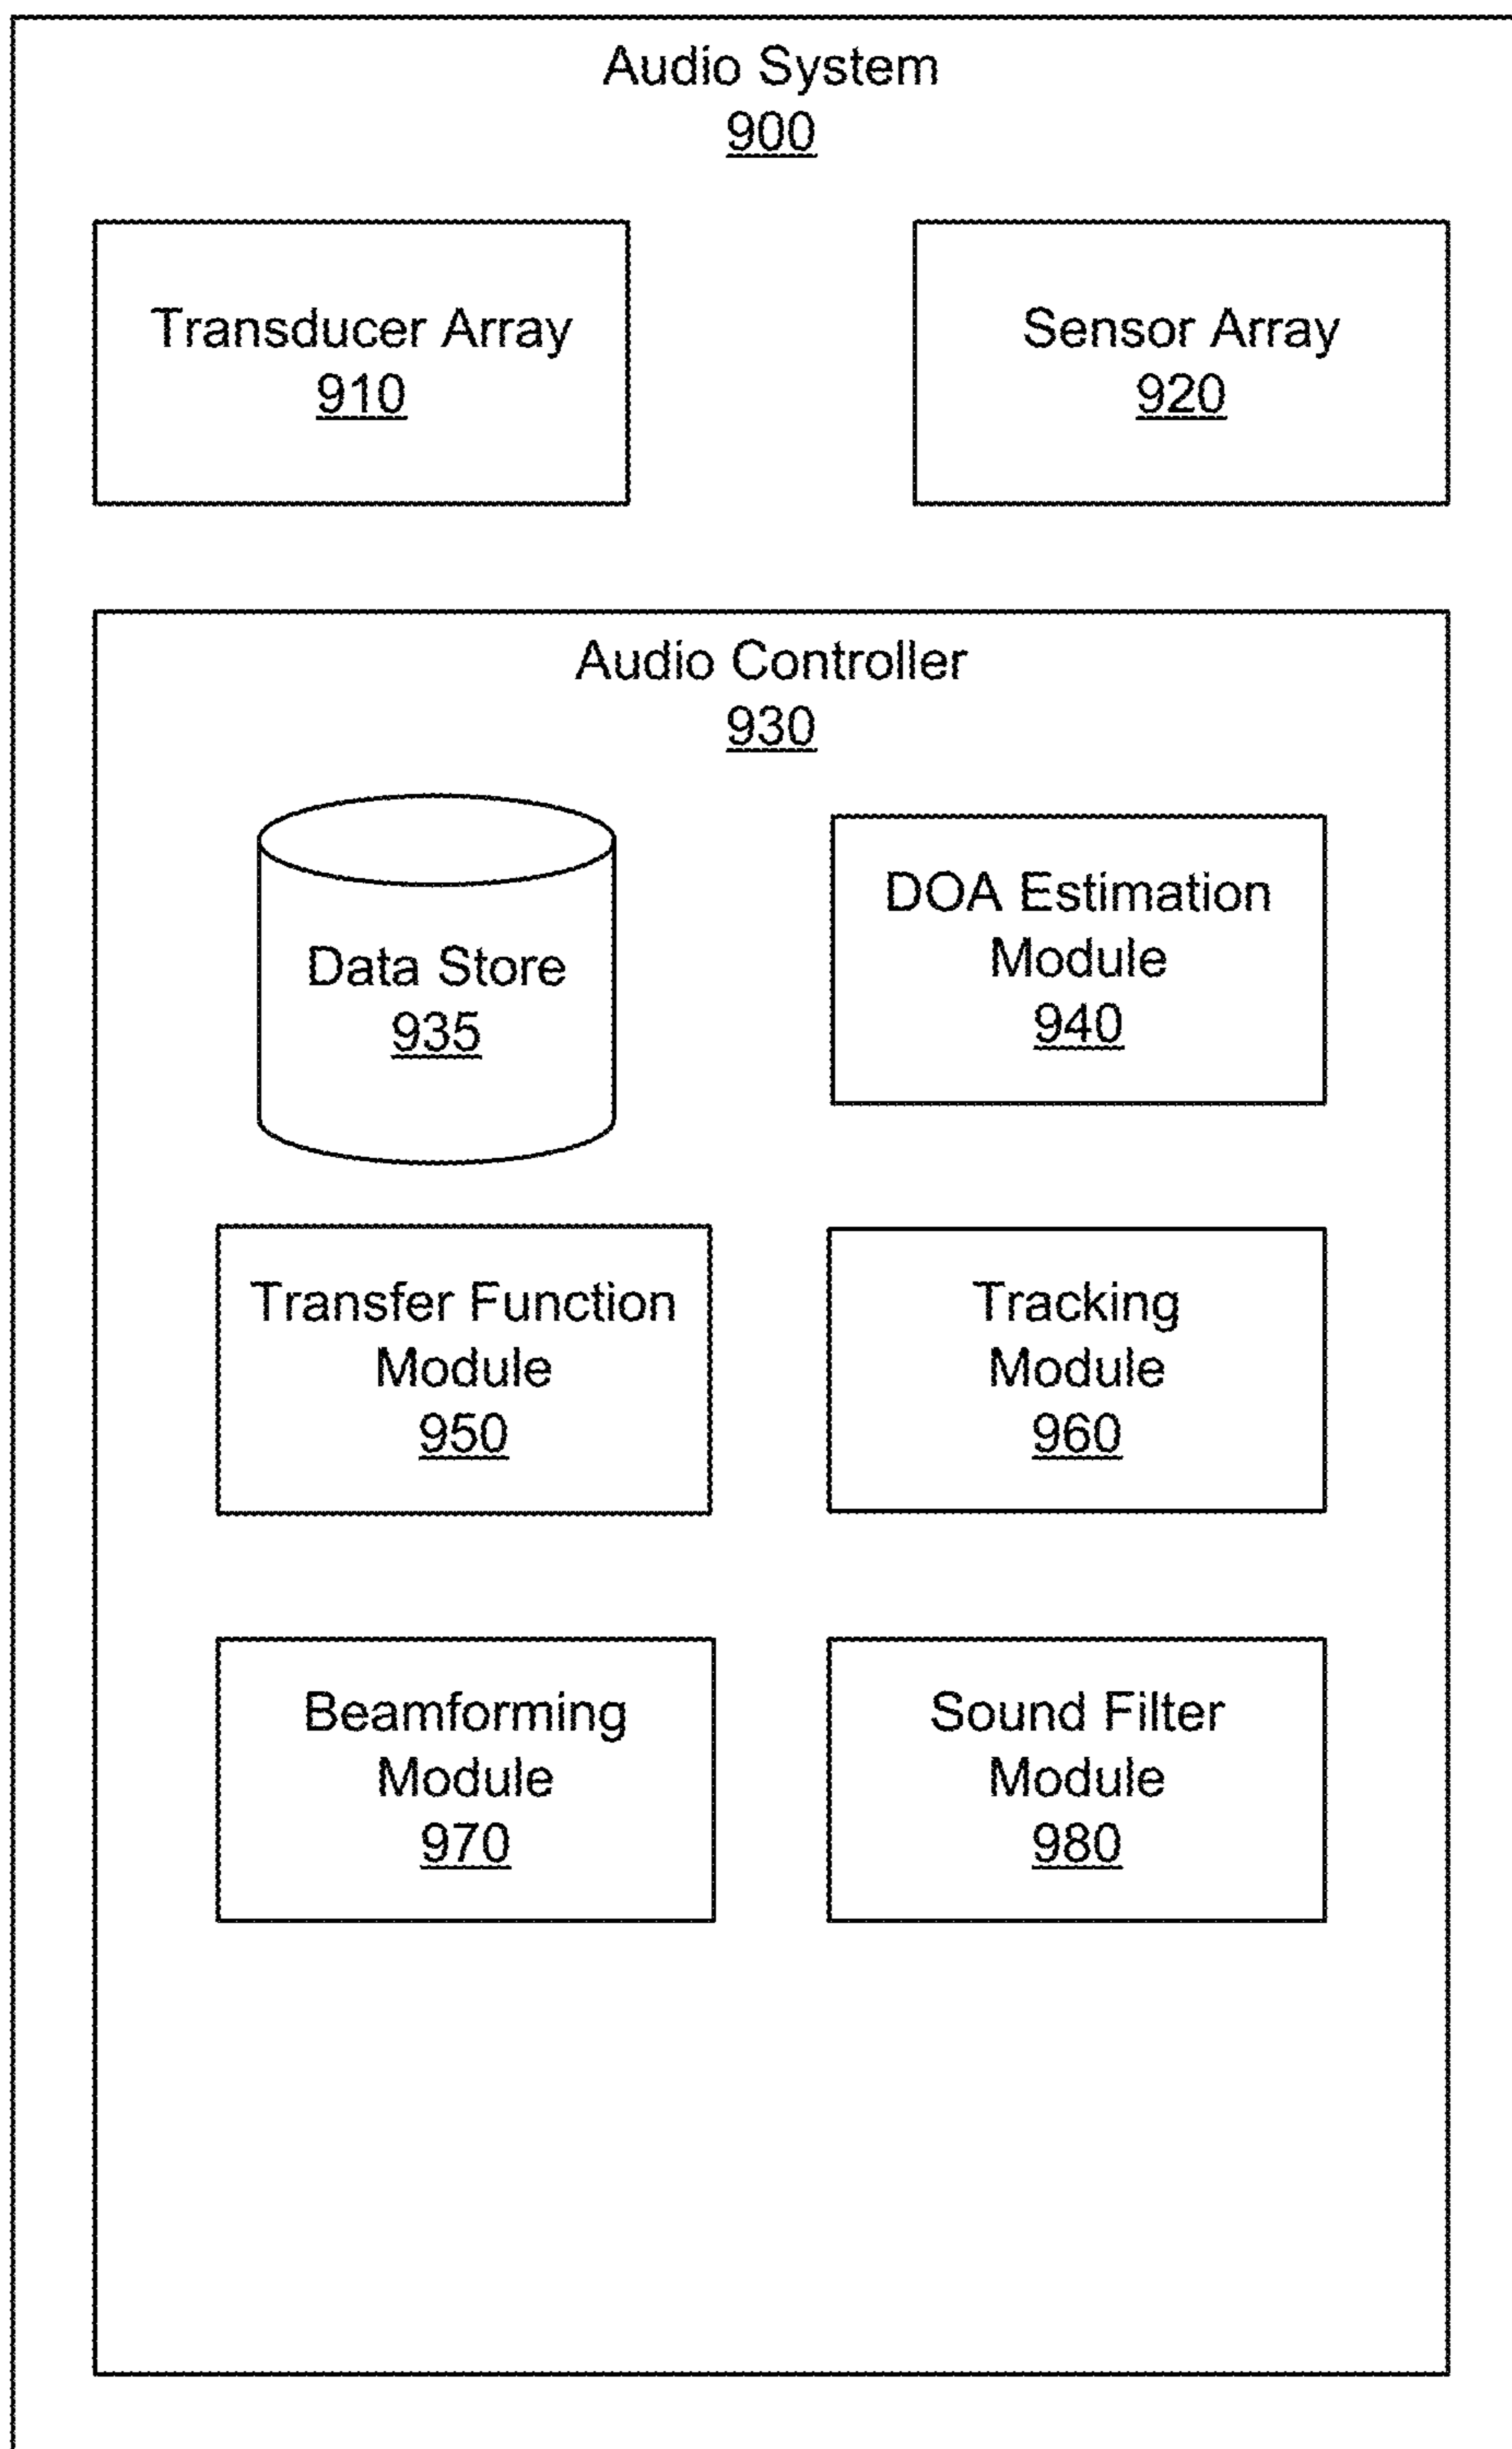 Audio System
900
Transducer Array
910
Sensor Array
920
Audio Controller
930
Data Store
935
DOA Estimation
Module
940
Transfer Function
Module
950
Tracking
Module
960
Beamforming
Module
970
Sound Filter
Module
980